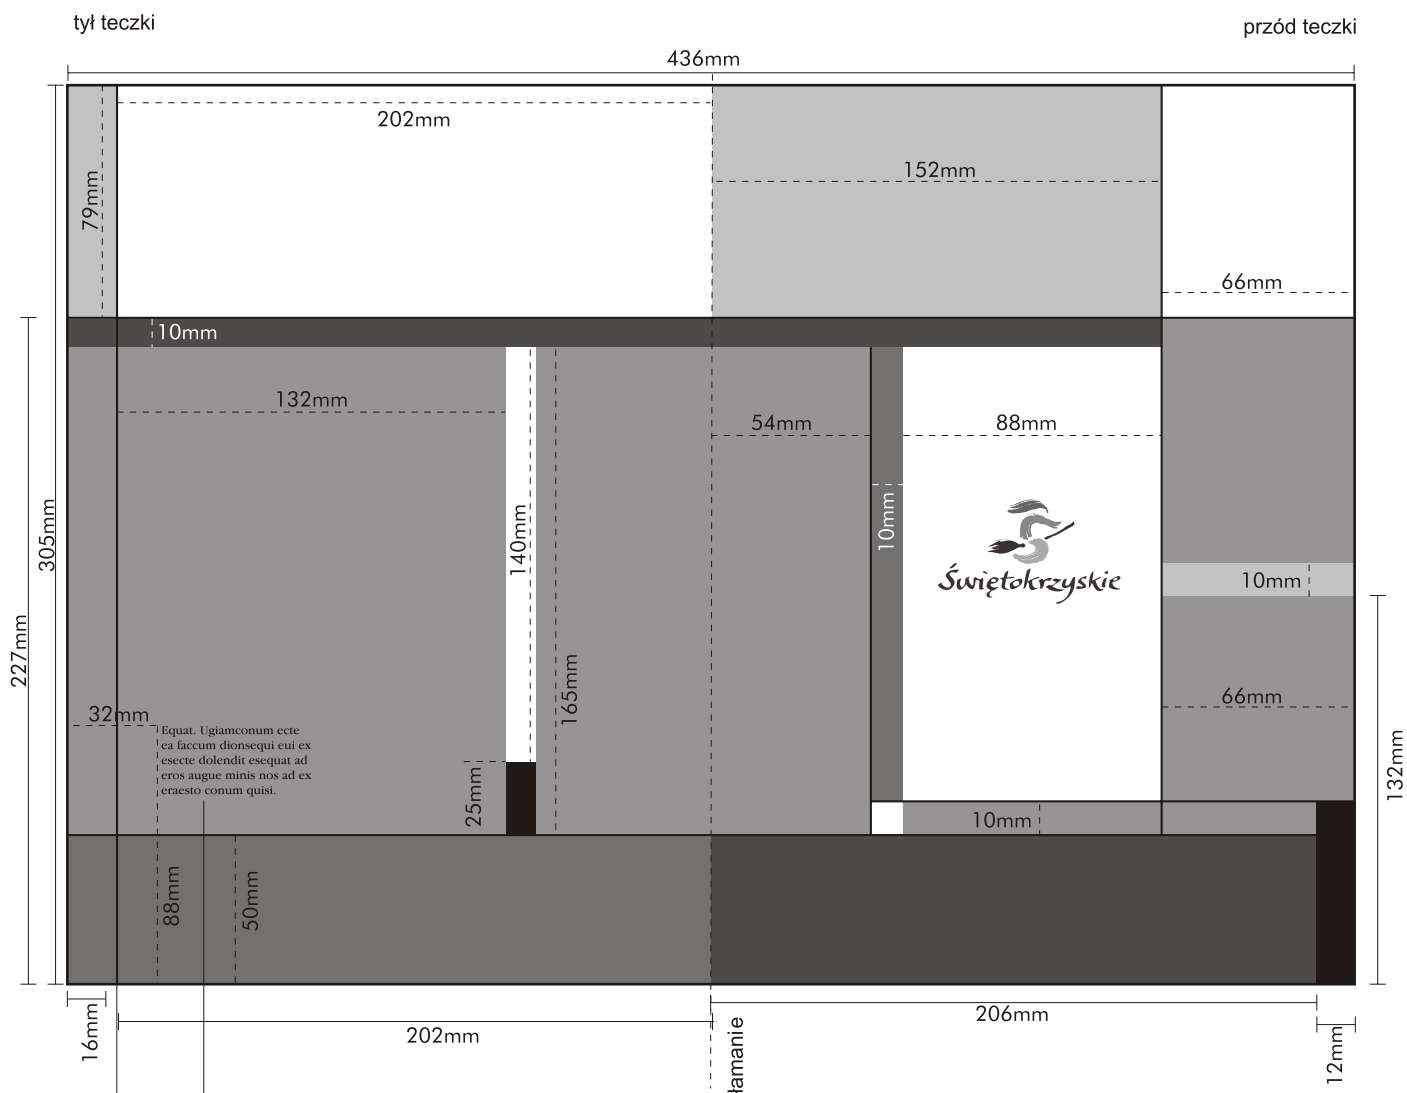 tył teczki
przód teczki
436mm
202mm
152mm
79mm
66mm
10mm
132mm
54mm
88mm
305mm
140mm
10mm
Świętokrzyskie
10mm
227mm
165mm
66mm
32mm
Equat. Ugiamconum ecte
ea faccum dionsequi eui ex
esecte dolendit esequat ad
eros augue minis nos ad ex
eraesto conum quisi.
132mm
25mm
10mm
88mm
50mm
16mm
202mm
206mm
łamanie
12mm